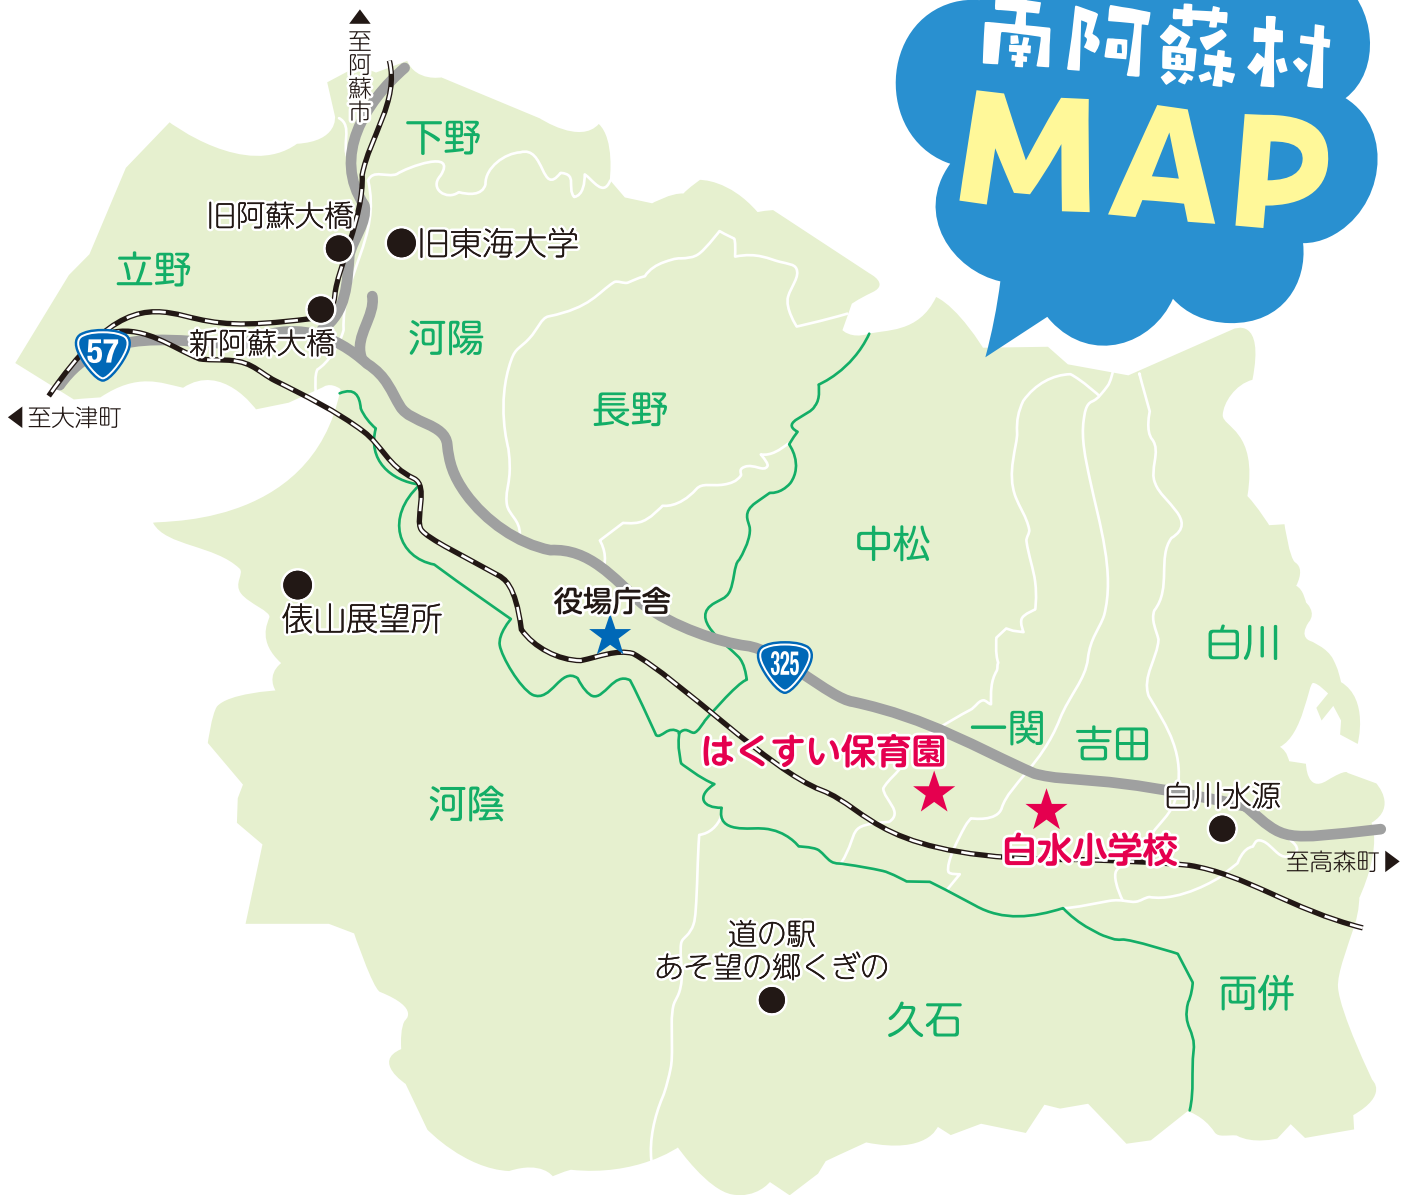 南阿蘇村
MAP
至阿蘇市
下野
旧阿蘇大橋
旧東海大学
立野
新阿蘇大橋
57
河陽
至大津町
長野
中松
俵山展望所
役場庁舎
白川
325
はくすい保育園
一関
吉田
河陰
白川水源
白水小学校
至高森町
道の駅
あそ望の郷くぎの
久石
両併